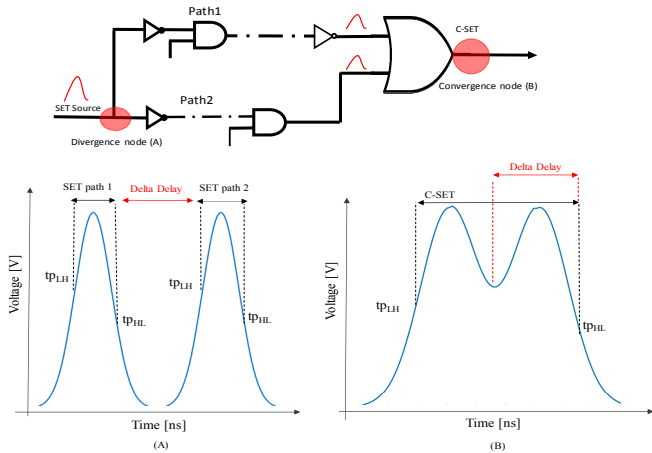 Path1
C-SET
SET Source
Path2
Convergence node (B)
Divergence node (A)
Delta Delay
SET path 1
Delta Delay
SET path 2
C-SET
tpLH
tpHL
tpHL
Voltage [V]
Time [ns]
(A)
tpLH
tpHL
Voltage [V]
Time [ns]
(B)
tpLH